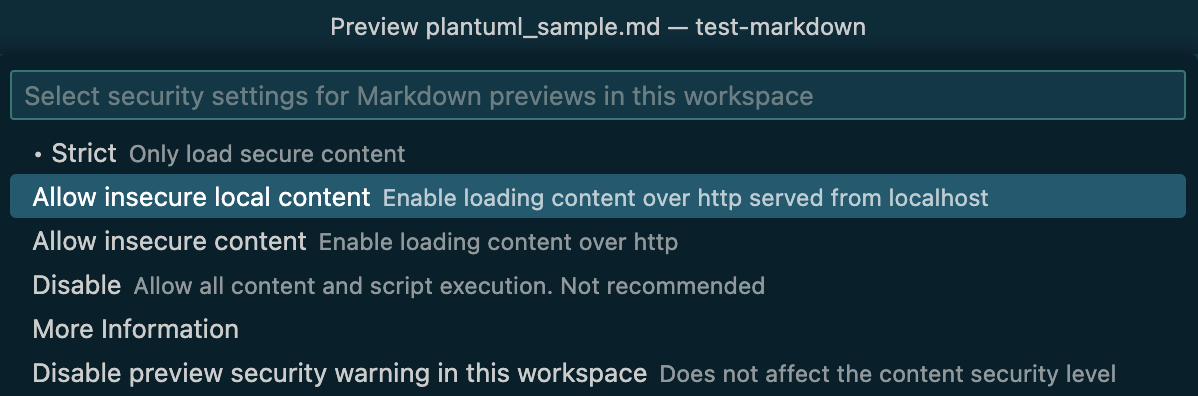 Preview plantuml_sample.md — test-markdown
Select security settings for Markdown previews in this workspace
• Strict Only load secure content
Allow insecure local content Enable loading content over http served from localhost
Allow insecure content Enable loading content over http
Disable Allow all content and script execution. Not recommended
More Information
Disable preview security warning in this workspace Does not affect the content security level